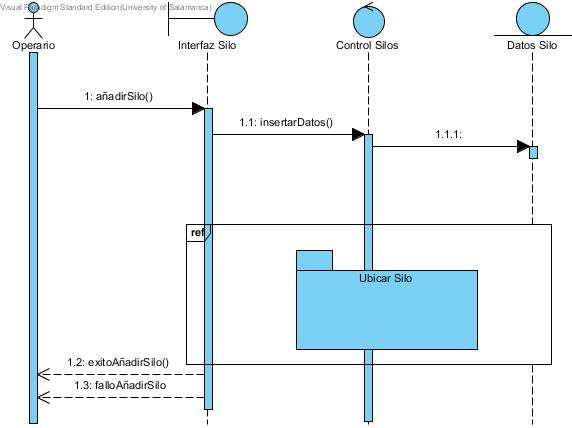 Visual Paradigm Standard Edition(University of Salamanca)
Operario
Interfaz Silo
Control Silos
Datos Silo
1: añadirSilo()
1.1: insertarDatos()
1.1.1:
ref
Ubicar Silo
1.2: exitoAñadirSilo()
1.3: falloAñadirSilo